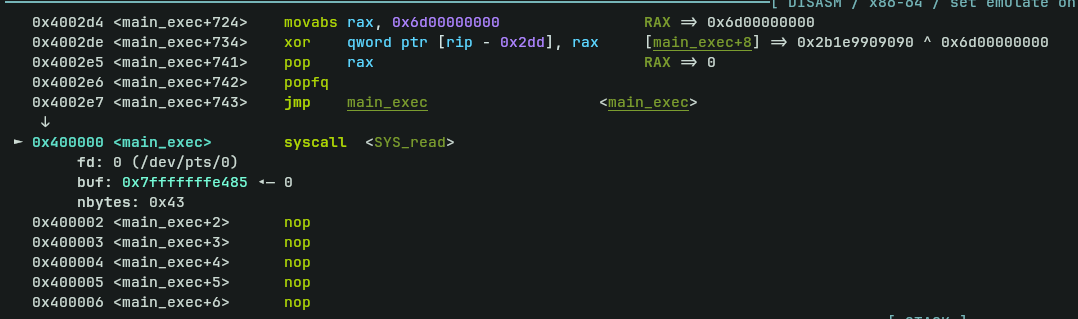 [ DISASM / x86-64 / set emulate on
0x4002d4 <main_exec+724> movabs rax, 0x6d00000000 RAX => 0x6d00000000
0x4002de <main_exec+734> xor qword ptr [rip - 0x2dd], rax [main_exec+8] => 0x2b1e9909090 ^ 0x6d00000000
0x4002e5 <main_exec+741> pop rax RAX => 0
0x4002e6 <main_exec+742> popfq
0x4002e7 <main_exec+743> jmp main_exec <main_exec>
↓
► 0x400000 <main_exec> syscall <SYS_read>
fd: 0 (/dev/pts/0)
buf: 0x7fffffffe485 ◂— 0
nbytes: 0x43
0x400002 <main_exec+2> nop
0x400003 <main_exec+3> nop
0x400004 <main_exec+4> nop
0x400005 <main_exec+5> nop
0x400006 <main_exec+6> nop
[ STACK ]